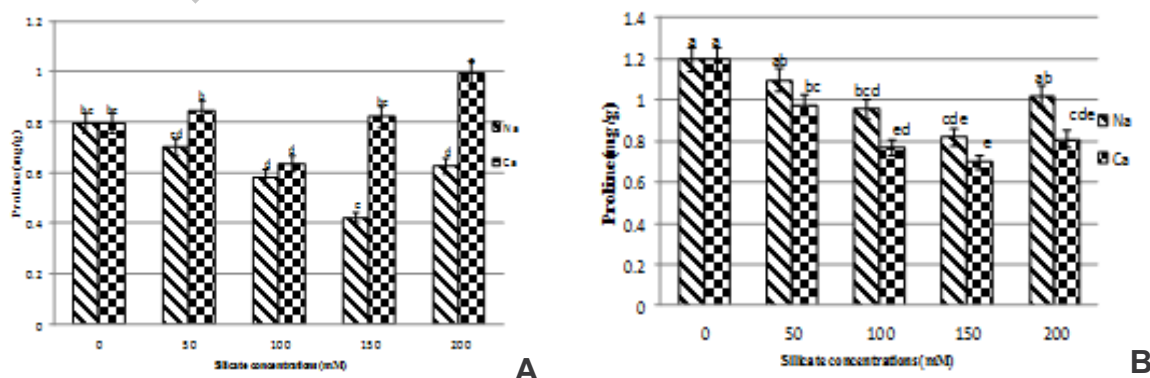 1.2
1
0.8
0.6
0.4
0.2
0
Proline(mg/g)
bc bc
cd b
d d
c bc
d
Na
Ca
0 50 100 150 200
Silicate concentrations (mM)
A
1.4
1.2
1
0.8
0.6
0.4
0.2
0
Proline(mg/g)
a a
ab bc
bcd ed
cde e
ab cde
Na
Ca
0 50 100 150 200
Silicate concentrations (mM)
B